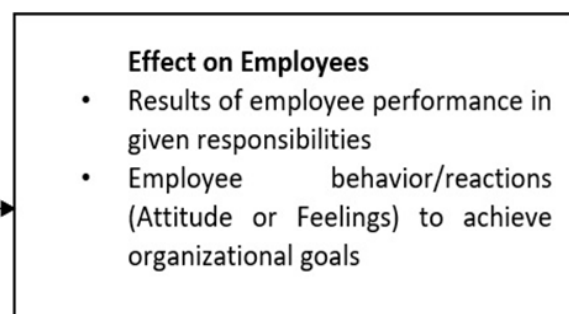 Effect on Employees
• Results of employee performance in
given responsibilities
• Employee behavior/reactions
(Attitude or Feelings) to achieve
organizational goals